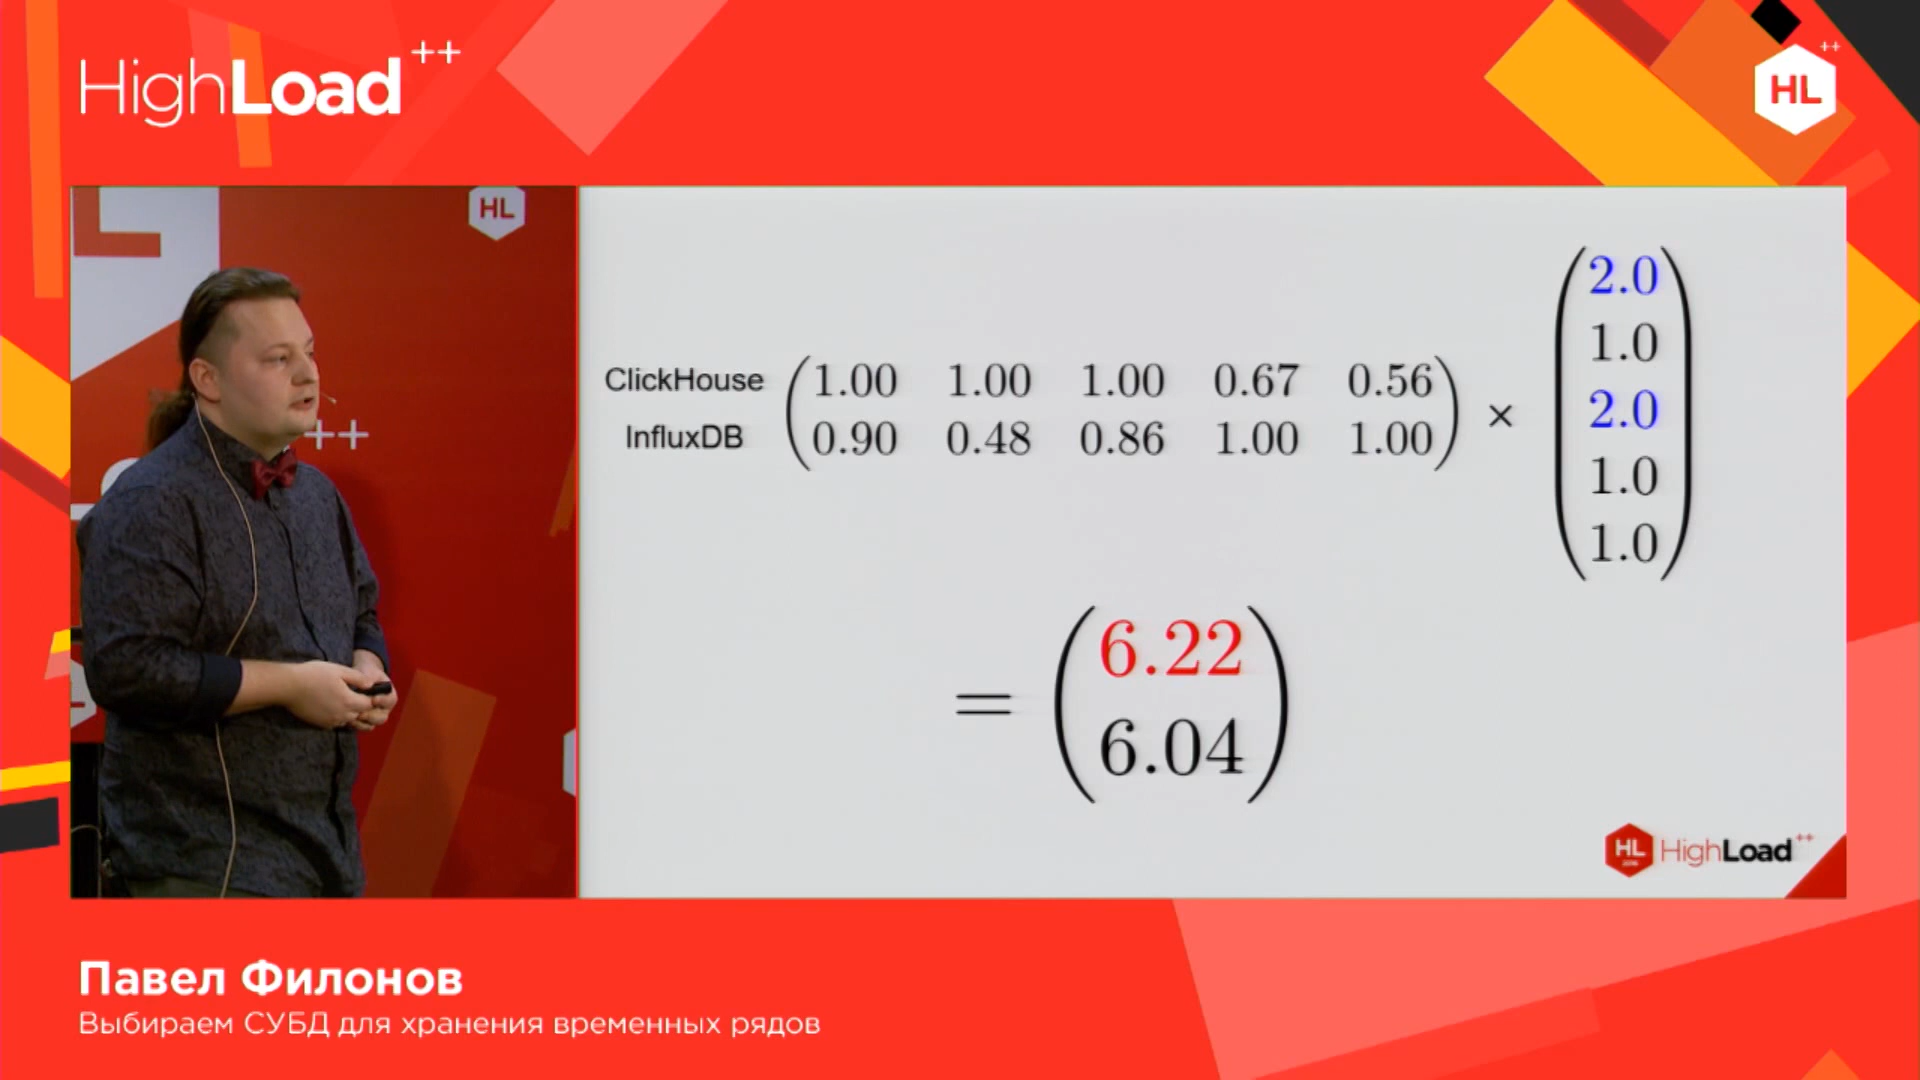 HighLoad++
HL++
HL
++
ClickHouse 1.00 1.00 1.00 0.67 0.56
InfluxDB 0.90 0.48 0.86 1.00 1.00
×
2.0
1.0
2.0
1.0
1.0
=
6.22
6.04
HL HighLoad++
Павел Филонов
Выбираем СУБД для хранения временных рядов